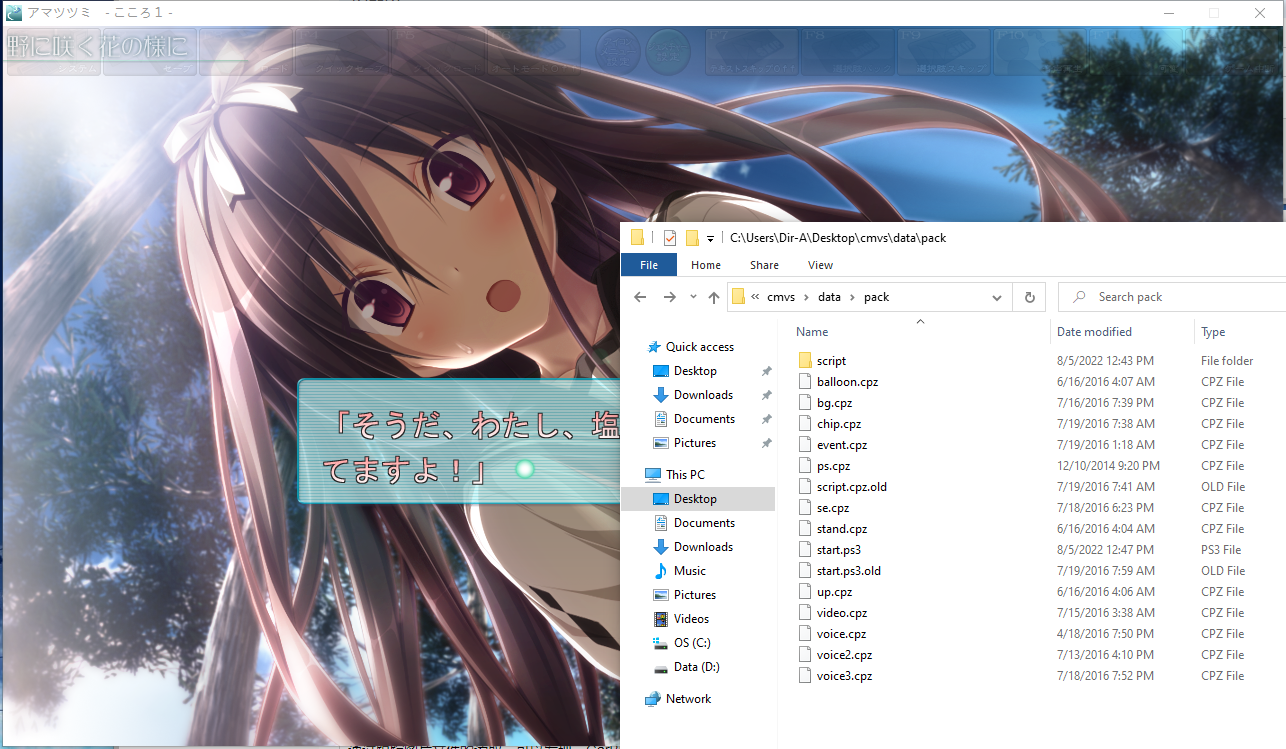 アマツツミ - こころ１ -
野に咲く花の様に
システム
セーブ
クイックセーブ
F7
F9
F10
「そうだ、わたし、塩
てますよ！」
C:\Users\Dir-A\Desktop\cmvs\data\pack
File Home Share View
« cmvs › data › pack
Search pack
Name Date modified Type
Quick access
Desktop
Downloads
Documents
Pictures
This PC
Desktop
Documents
Downloads
Music
Pictures
Videos
OS (C:)
Data (D:)
Network
script 8/5/2022 12:43 PM File folder
balloon.cpz 6/16/2016 4:07 AM CPZ File
bg.cpz 7/16/2016 7:39 PM CPZ File
chip.cpz 7/19/2016 7:38 AM CPZ File
event.cpz 7/19/2016 1:18 AM CPZ File
ps.cpz 12/10/2014 9:20 PM CPZ File
script.cpz.old 7/19/2016 7:41 AM OLD File
se.cpz 7/18/2016 6:23 PM CPZ File
stand.cpz 6/16/2016 4:04 AM CPZ File
start.ps3 8/5/2022 12:47 PM PS3 File
start.ps3.old 7/19/2016 7:59 AM OLD File
up.cpz 6/16/2016 4:06 AM CPZ File
video.cpz 7/15/2016 3:38 AM CPZ File
voice.cpz 4/18/2016 7:50 PM CPZ File
voice2.cpz 7/13/2016 4:10 PM CPZ File
voice3.cpz 7/18/2016 7:52 PM CPZ File